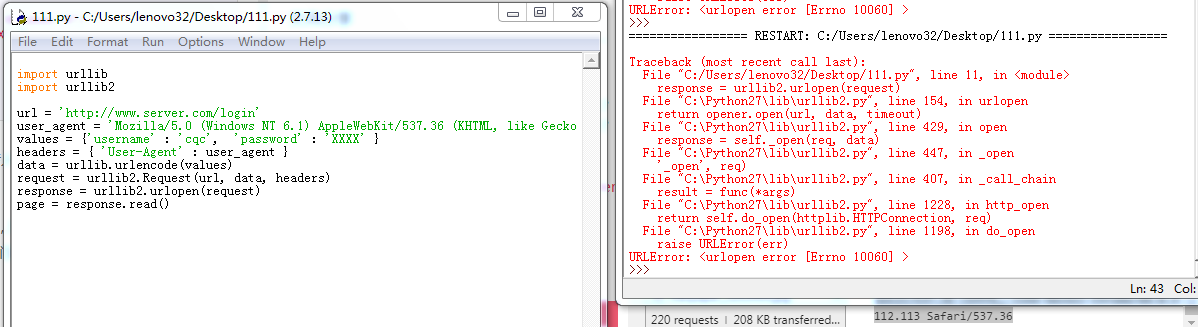 111.py - C:/Users/lenovo32/Desktop/111.py (2.7.13)
File Edit Format Run Options Window Help
import urllib
import urllib2
url = 'http://www.server.com/login'
user_agent = 'Mozilla/5.0 (Windows NT 6.1) AppleWebKit/537.36 (KHTML, like Gecko
values = {'username' : 'cqc', 'password' : 'XXXX' }
headers = { 'User-Agent' : user_agent }
data = urllib.urlencode(values)
request = urllib2.Request(url, data, headers)
response = urllib2.urlopen(request)
page = response.read()
URLError: <urlopen error [Errno 10060] >
>>>
================= RESTART: C:/Users/lenovo32/Desktop/111.py =================
Traceback (most recent call last):
File "C:/Users/lenovo32/Desktop/111.py", line 11, in <module>
response = urllib2.urlopen(request)
File "C:\Python27\lib\urllib2.py", line 154, in urlopen
return opener.open(url, data, timeout)
File "C:\Python27\lib\urllib2.py", line 429, in open
response = self._open(req, data)
File "C:\Python27\lib\urllib2.py", line 447, in _open
'_open', req)
File "C:\Python27\lib\urllib2.py", line 407, in _call_chain
result = func(*args)
File "C:\Python27\lib\urllib2.py", line 1228, in http_open
return self.do_open(httplib.HTTPConnection, req)
File "C:\Python27\lib\urllib2.py", line 1198, in do_open
raise URLError(err)
URLError: <urlopen error [Errno 10060] >
>>>
Ln: 43 Col:
220 requests | 208 KB transferred...
112.113 Safari/537.36